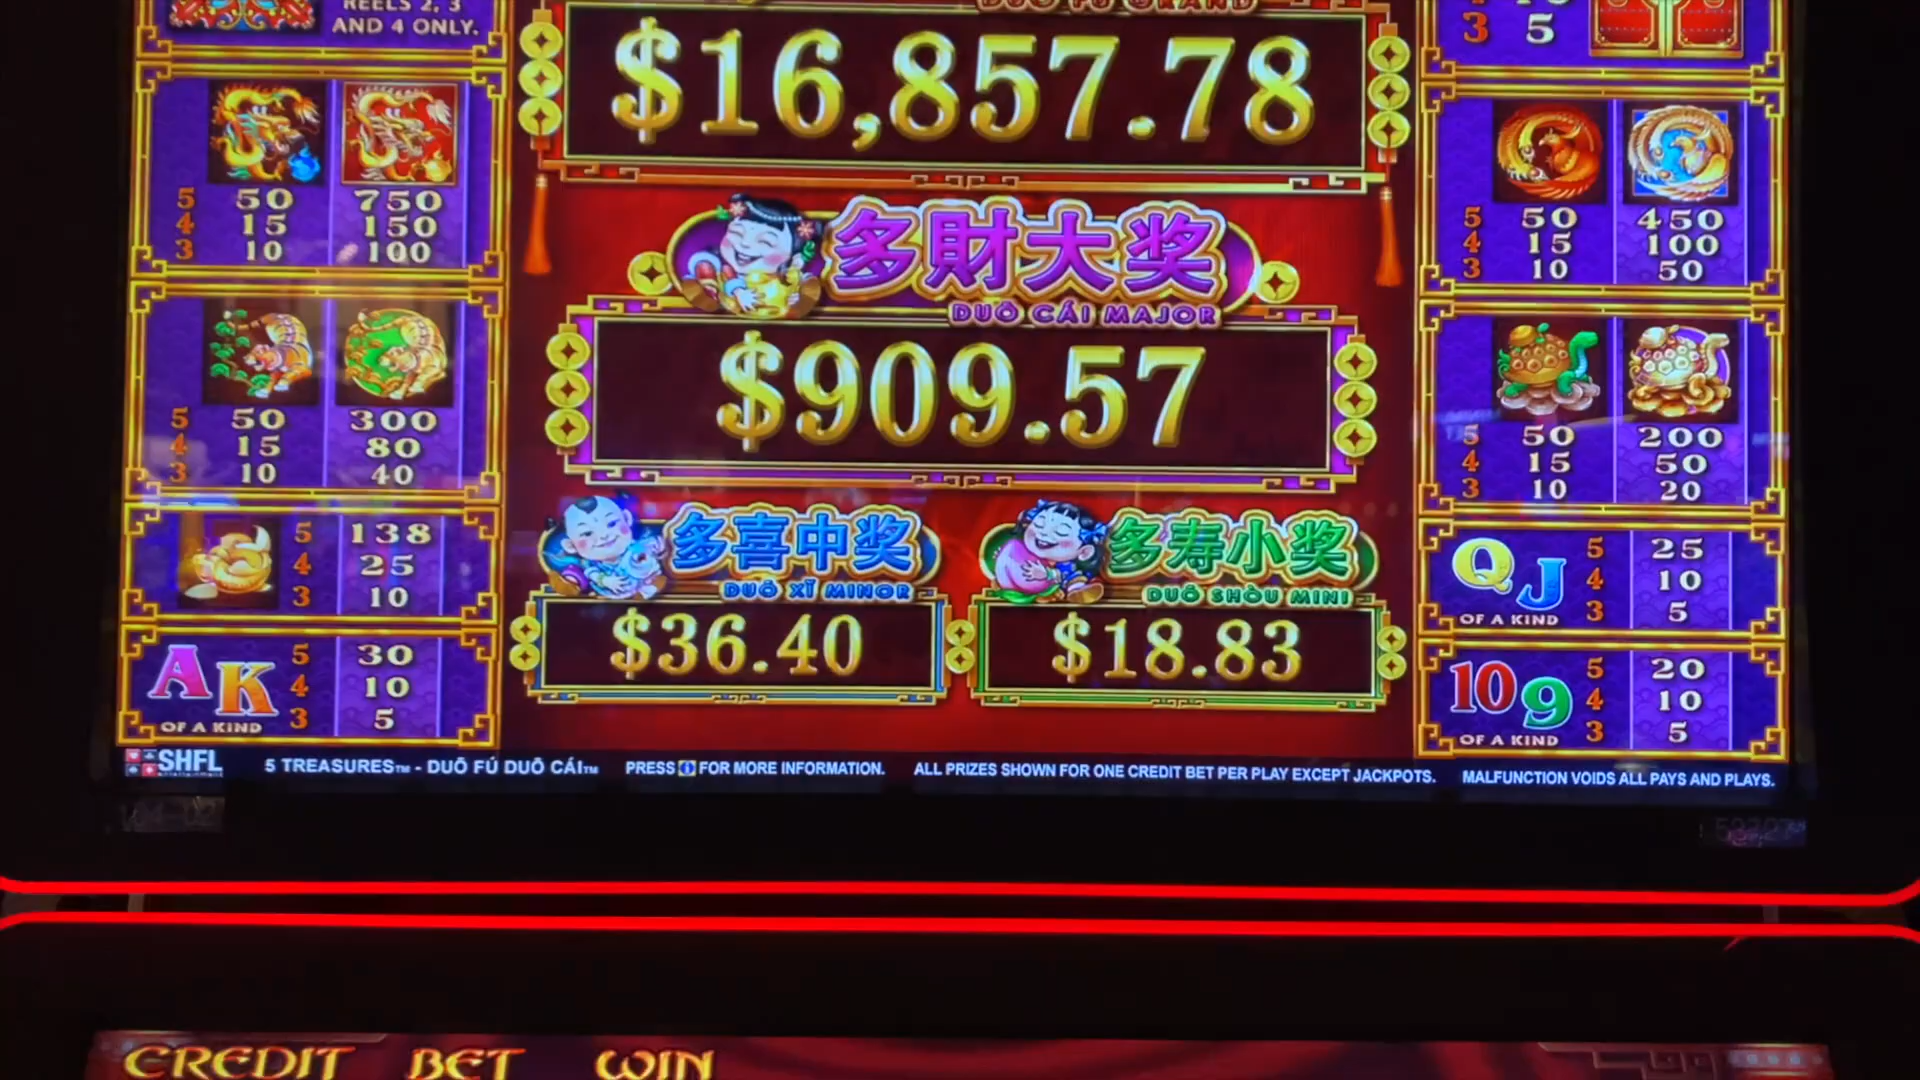 REELS 2, 3
AND 4 ONLY.
DUŌ FÚ GRAND
$16,857.78
3 5
5 50 750
4 15 150
3 10 100
5 50 450
4 15 100
3 10 50
多財大奖
DUŌ CÁI MAJOR
$909.57
5 50 300
4 15 80
3 10 40
5 50 200
4 15 50
3 10 20
多喜中奖
DUŌ XǏ MINOR
$36.40
多寿小奖
DUŌ SHÒU MINI
$18.83
5 138
4 25
3 10
Q J
OF A KIND
5 25
4 10
3 5
A K
OF A KIND
5 30
4 10
3 5
10 9
OF A KIND
5 20
4 10
3 5
SHFL
entertainment
5 TREASURES™ - DUŌ FÚ DUŌ CÁI™
PRESS i FOR MORE INFORMATION.
ALL PRIZES SHOWN FOR ONE CREDIT BET PER PLAY EXCEPT JACKPOTS.
MALFUNCTION VOIDS ALL PAYS AND PLAYS.
CREDIT BET WIN